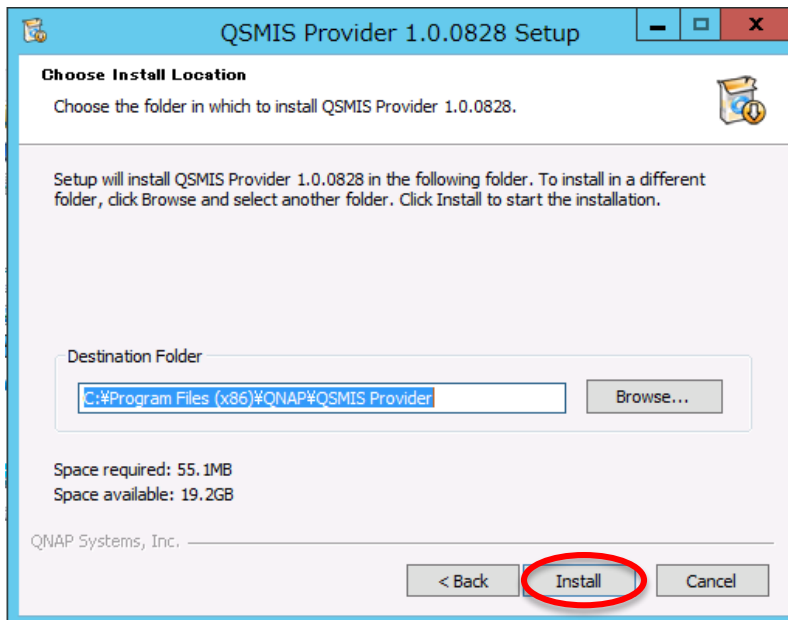 QSMIS Provider 1.0.0828 Setup
Choose Install Location
Choose the folder in which to install QSMIS Provider 1.0.0828.
Setup will install QSMIS Provider 1.0.0828 in the following folder. To install in a different
folder, click Browse and select another folder. Click Install to start the installation.
Destination Folder
C:¥Program Files (x86)¥QNAP¥QSMIS Provider
Browse...
Space required: 55.1MB
Space available: 19.2GB
QNAP Systems, Inc.
< Back Install Cancel